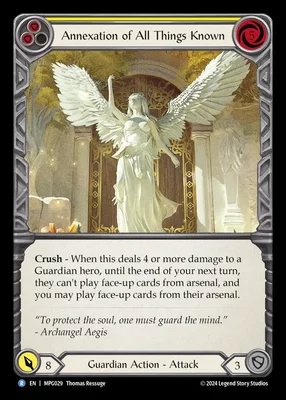 Annexation of All Things Known
Crush - When this deals 4 or more damage to a
Guardian hero, until the end of your next turn,
they can't play face-up cards from arsenal, and
you may play face-up cards from their arsenal.
"To protect the soul, one must guard the mind."
- Archangel Aegis
8 Guardian Action - Attack 3
R EN | MPG029 Thomas Ressuge © 2024 Legend Story Studios